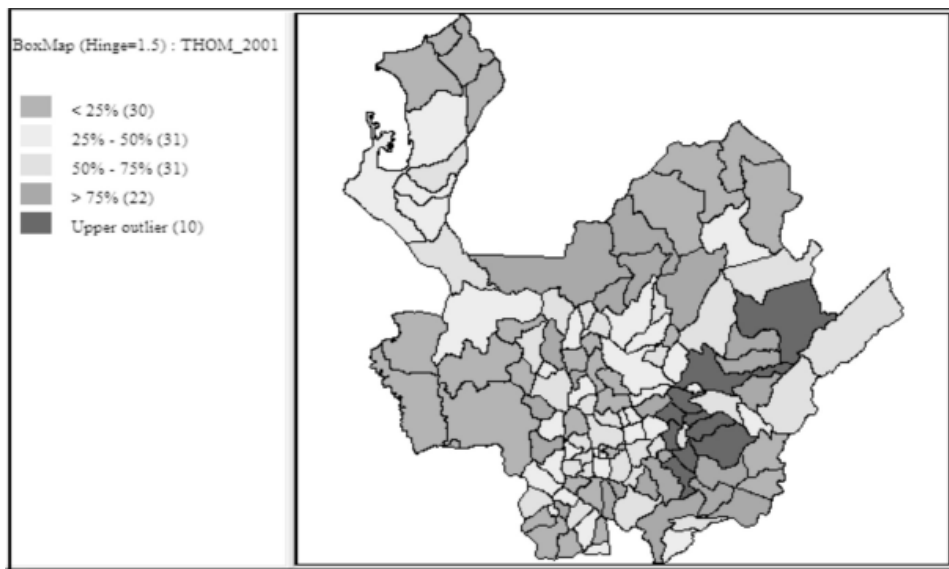 BoxMap (Hinge=1.5) : THOM_2001
< 25% (30)
25% - 50% (31)
50% - 75% (31)
> 75% (22)
Upper outlier (10)